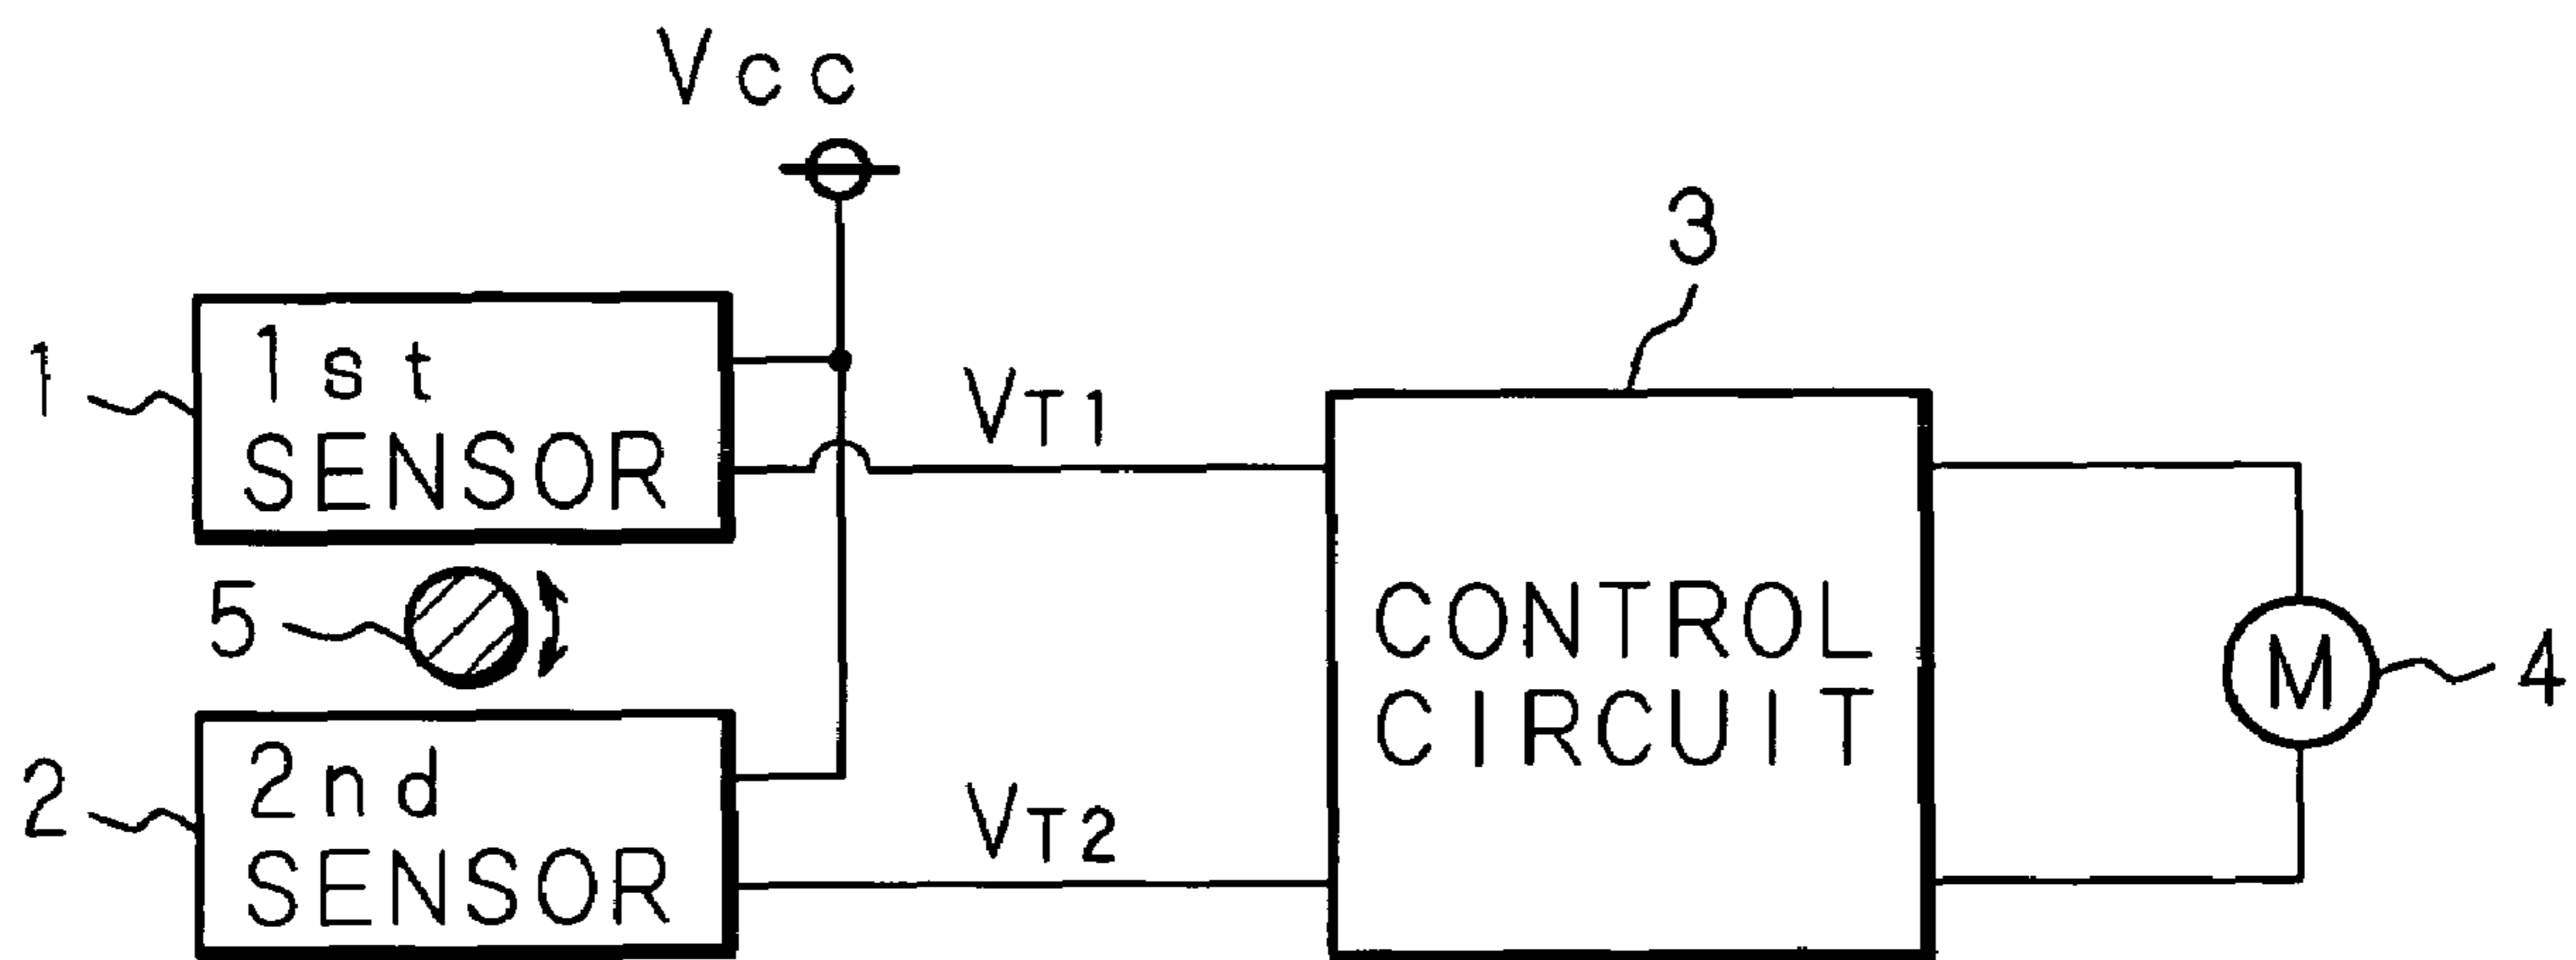 Vcc
3
1
1st
SENSOR
VT1
5
CONTROL
CIRCUIT
M
4
2
2nd
SENSOR
VT2